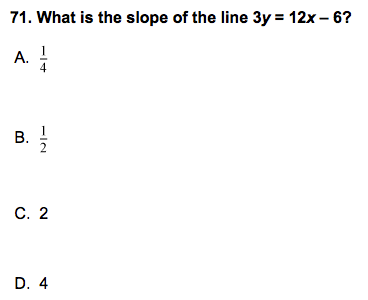 71. What is the slope of the line 3y = 12x – 6?
A. 1/4
B. 1/2
C. 2
D. 4